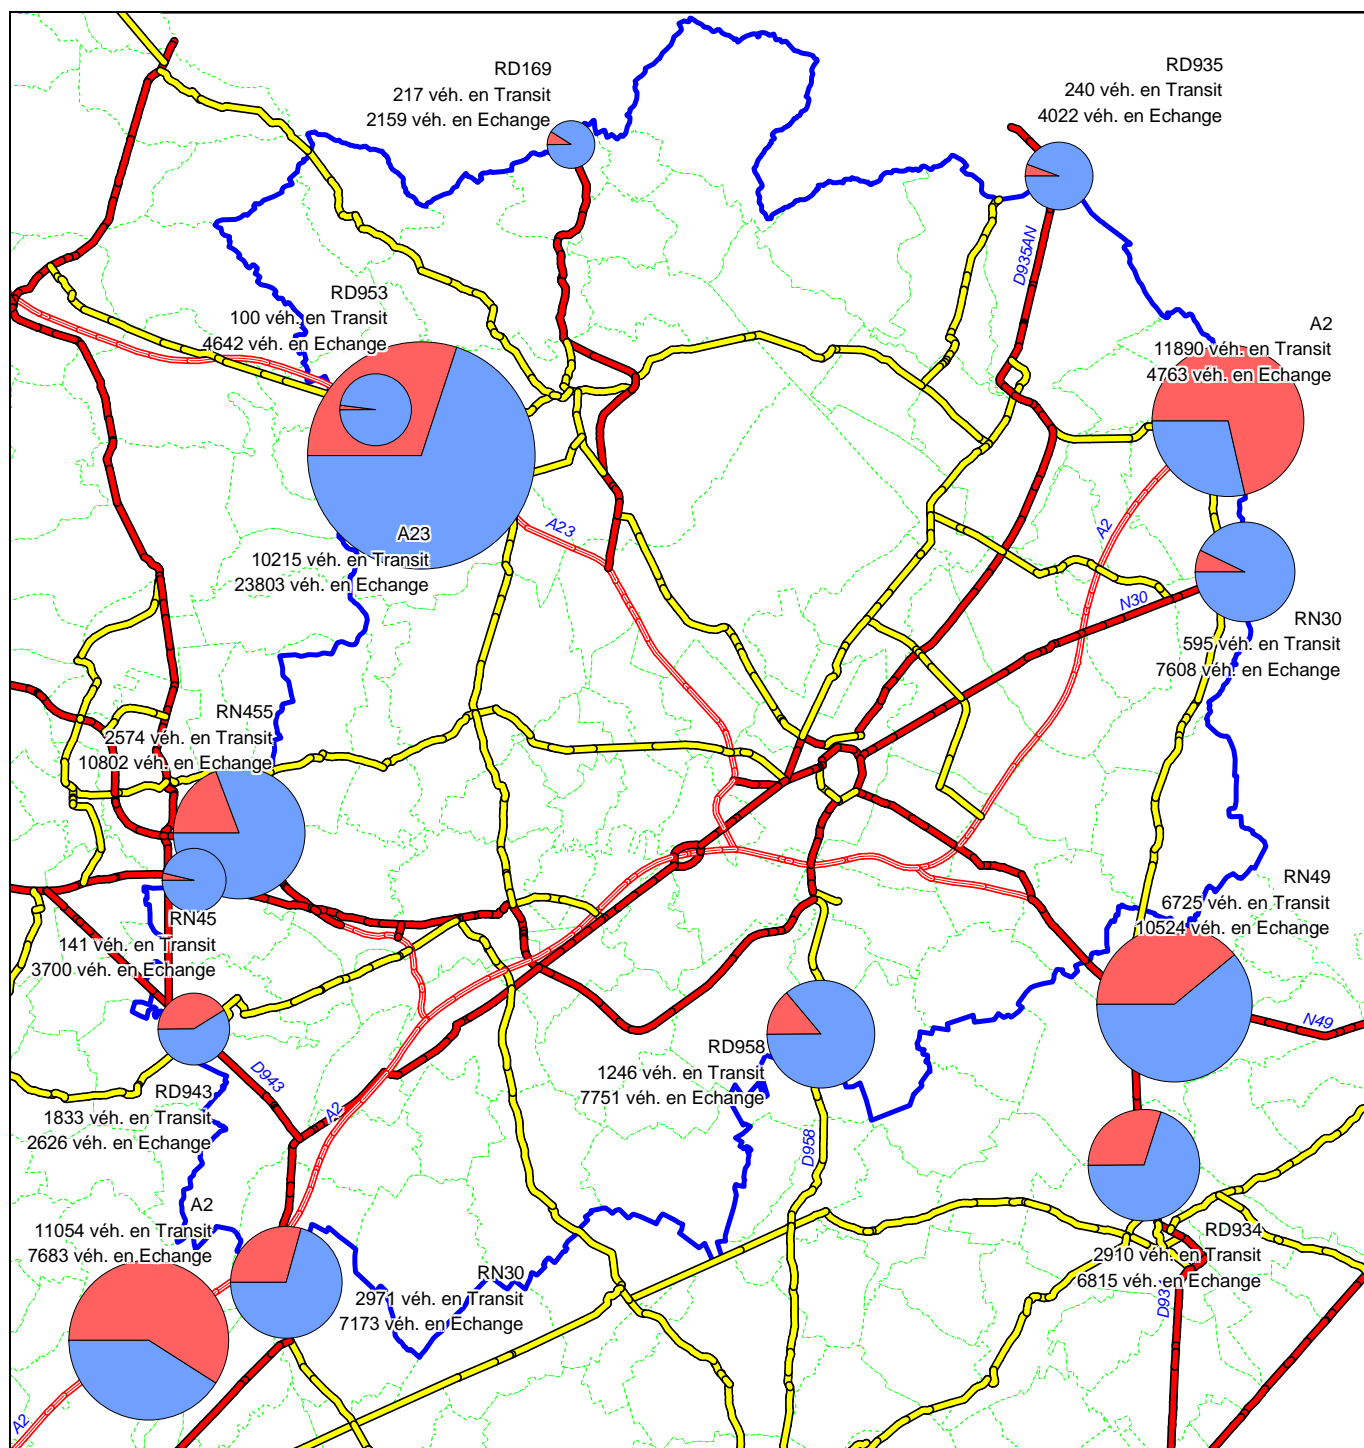 RD169
217 véh. en Transit
2159 véh. en Echange
RD935
240 véh. en Transit
4022 véh. en Echange
D935AN
RD953
100 véh. en Transit
4642 véh. en Echange
A2
11890 véh. en Transit
4763 véh. en Echange
A23
10215 véh. en Transit
23803 véh. en Echange
A23
A2
N30
RN30
595 véh. en Transit
7608 véh. en Echange
RN455
2574 véh. en Transit
10802 véh. en Echange
RN49
6725 véh. en Transit
10524 véh. en Echange
RN45
141 véh. en Transit
3700 véh. en Echange
N49
RD958
1246 véh. en Transit
7751 véh. en Echange
D943
RD943
1833 véh. en Transit
2626 véh. en Echange
A2
D958
A2
11054 véh. en Transit
7683 véh. en Echange
RD934
2910 véh. en Transit
6815 véh. en Echange
RN30
2971 véh. en Transit
7173 véh. en Echange
A2